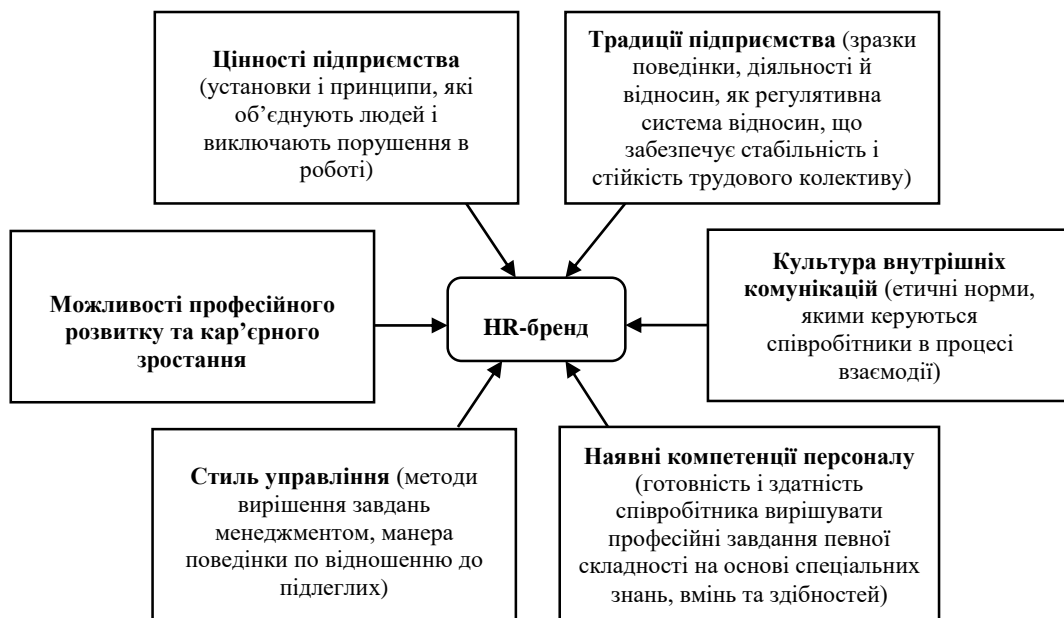 Цінності підприємства
(установки і принципи, які
об’єднують людей і
виключають порушення в
роботі)
Традиції підприємства (зразки
поведінки, діяльності й
відносин, як регулятивна
система відносин, що
забезпечує стабільність і
стійкість трудового колективу)
Можливості професійного
розвитку та кар’єрного
зростання
HR-бренд
Культура внутрішніх
комунікацій (етичні норми,
якими керуються
співробітники в процесі
взаємодії)
Стиль управління (методи
вирішення завдань
менеджментом, манера
поведінки по відношенню до
підлеглих)
Наявні компетенції персоналу
(готовність і здатність
співробітника вирішувати
професійні завдання певної
складності на основі спеціальних
знань, вмінь та здібностей)